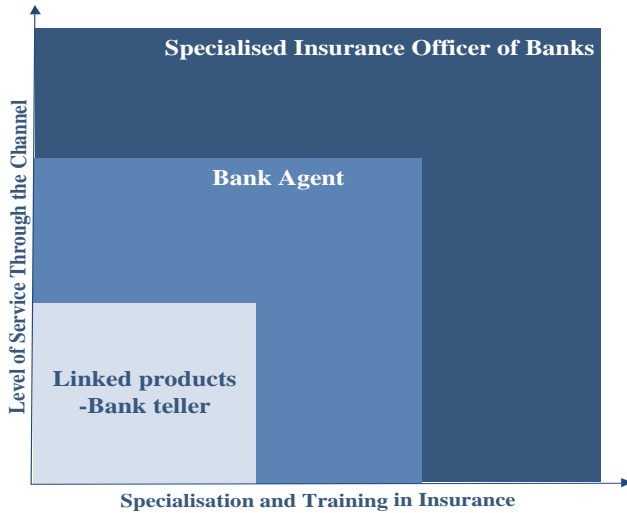 Specialised Insurance Officer of Banks
Bank Agent
Linked products
-Bank teller
Level of Service Through the Channel
Specialisation and Training in Insurance